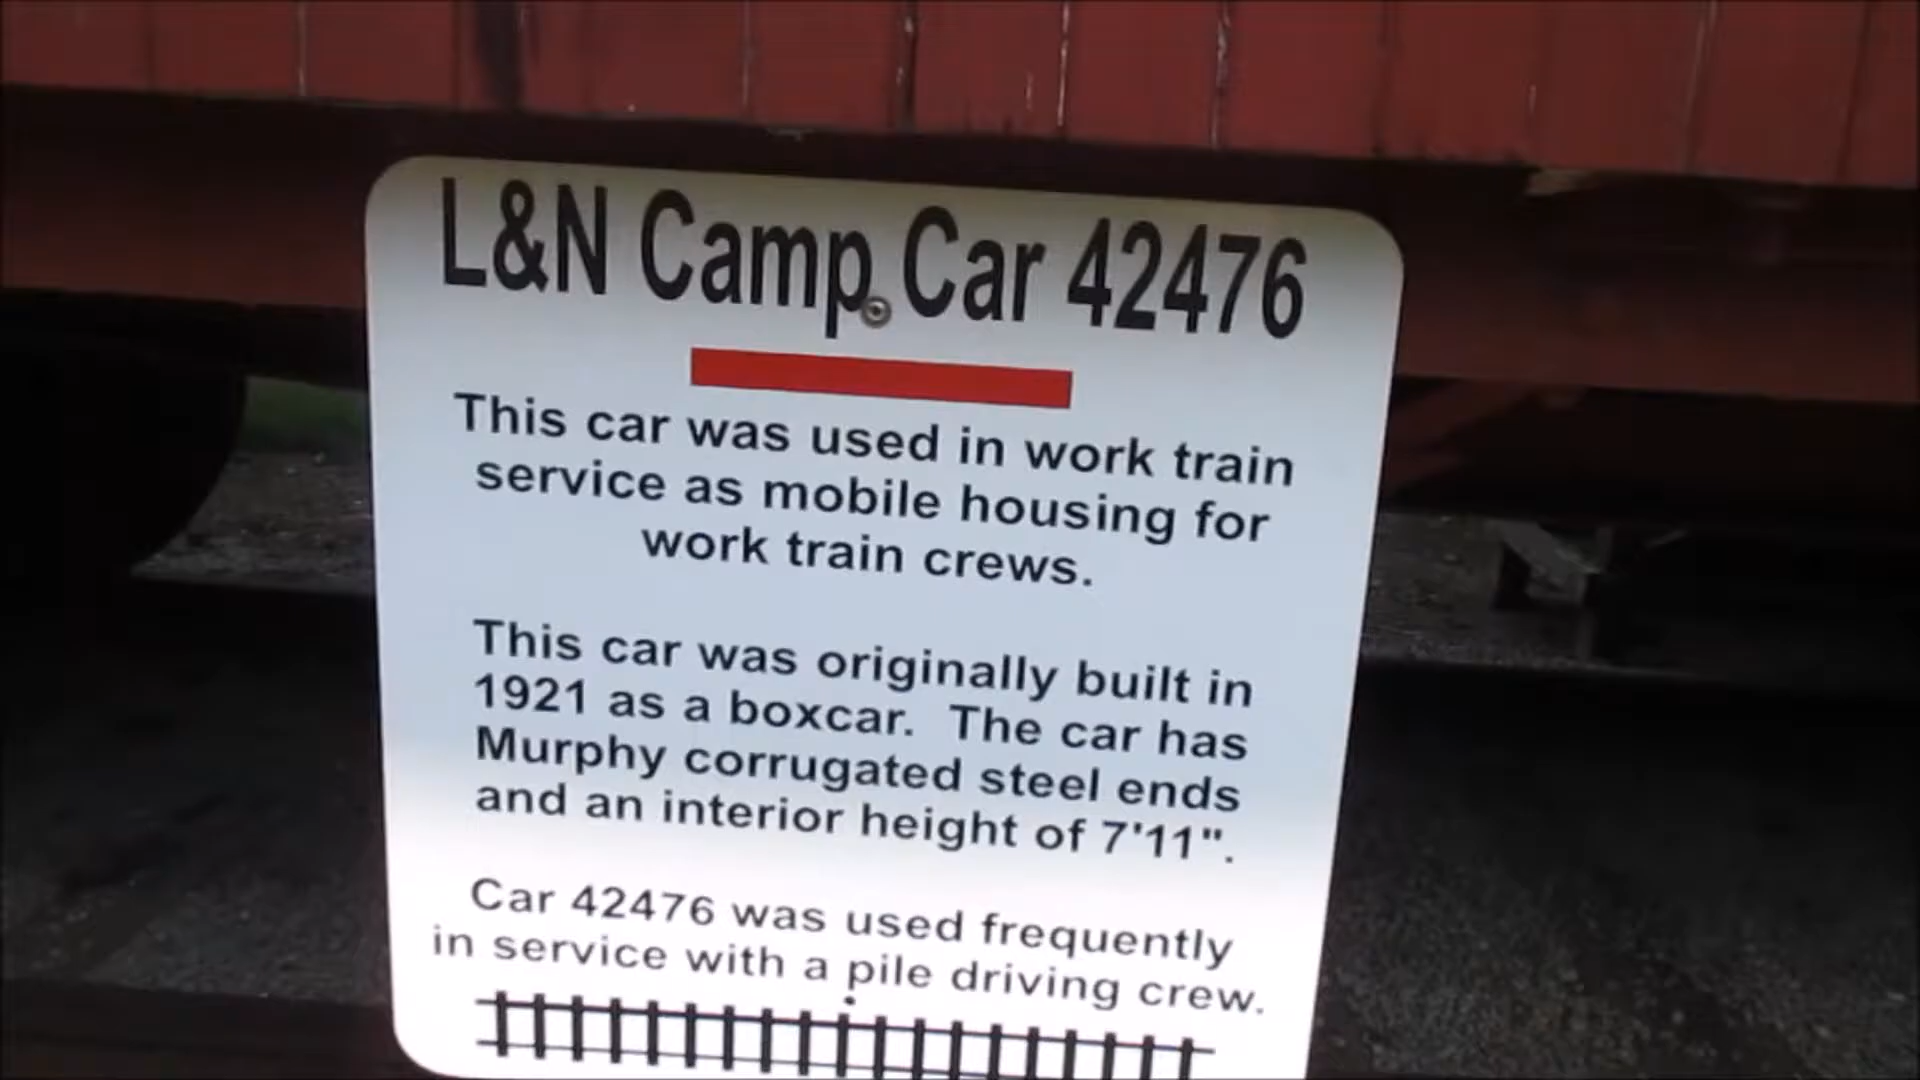 L&N Camp Car 42476
This car was used in work train
service as mobile housing for
work train crews.
This car was originally built in
1921 as a boxcar. The car has
Murphy corrugated steel ends
and an interior height of 7'11".
Car 42476 was used frequently
in service with a pile driving crew.